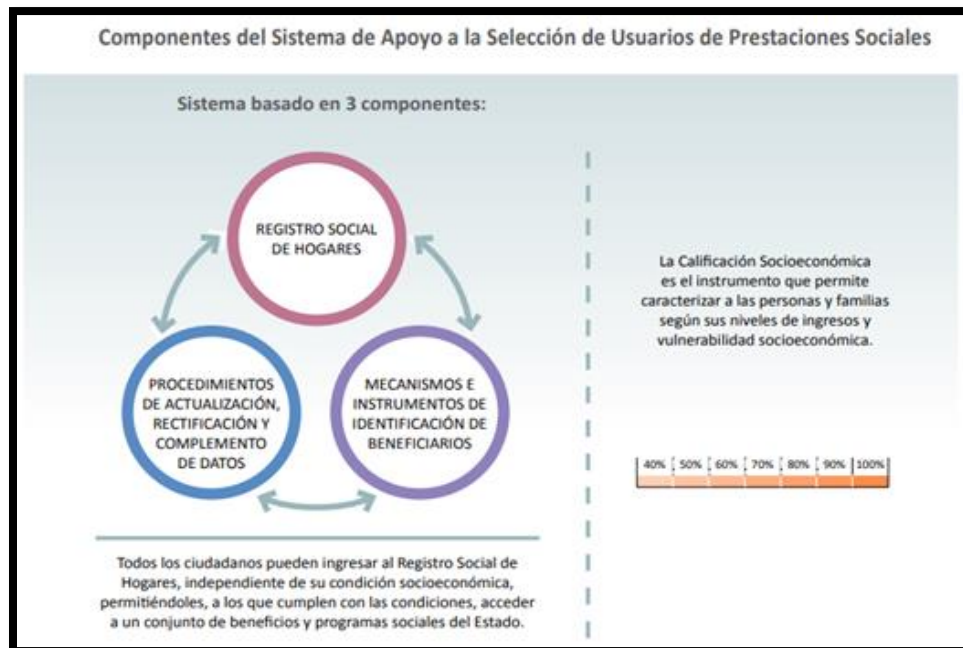 Componentes del Sistema de Apoyo a la Selección de Usuarios de Prestaciones Sociales
Sistema basado en 3 componentes:
REGISTRO SOCIAL
DE HOGARES
PROCEDIMIENTOS
DE ACTUALIZACIÓN,
RECTIFICACIÓN Y
COMPLEMENTO
DE DATOS
MECANISMOS E
INSTRUMENTOS DE
IDENTIFICACIÓN DE
BENEFICIARIOS
Todos los ciudadanos pueden ingresar al Registro Social de
Hogares, independiente de su condición socioeconómica,
permitiéndoles, a los que cumplen con las condiciones, acceder
a un conjunto de beneficios y programas sociales del Estado.
La Calificación Socioeconómica
es el instrumento que permite
caracterizar a las personas y familias
según sus niveles de ingresos y
vulnerabilidad socioeconómica.
40% 50% 60% 70% 80% 90% 100%